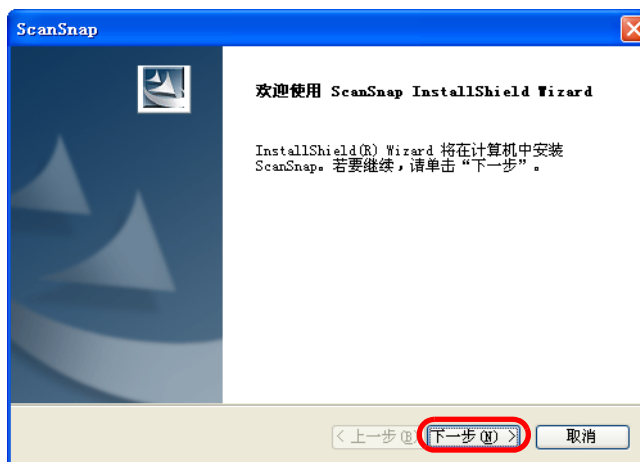 ScanSnap
欢迎使用 ScanSnap InstallShield Wizard
InstallShield(R) Wizard 将在计算机中安装
ScanSnap。若要继续，请单击“下一步”。
< 上一步(B) 下一步(N) > 取消